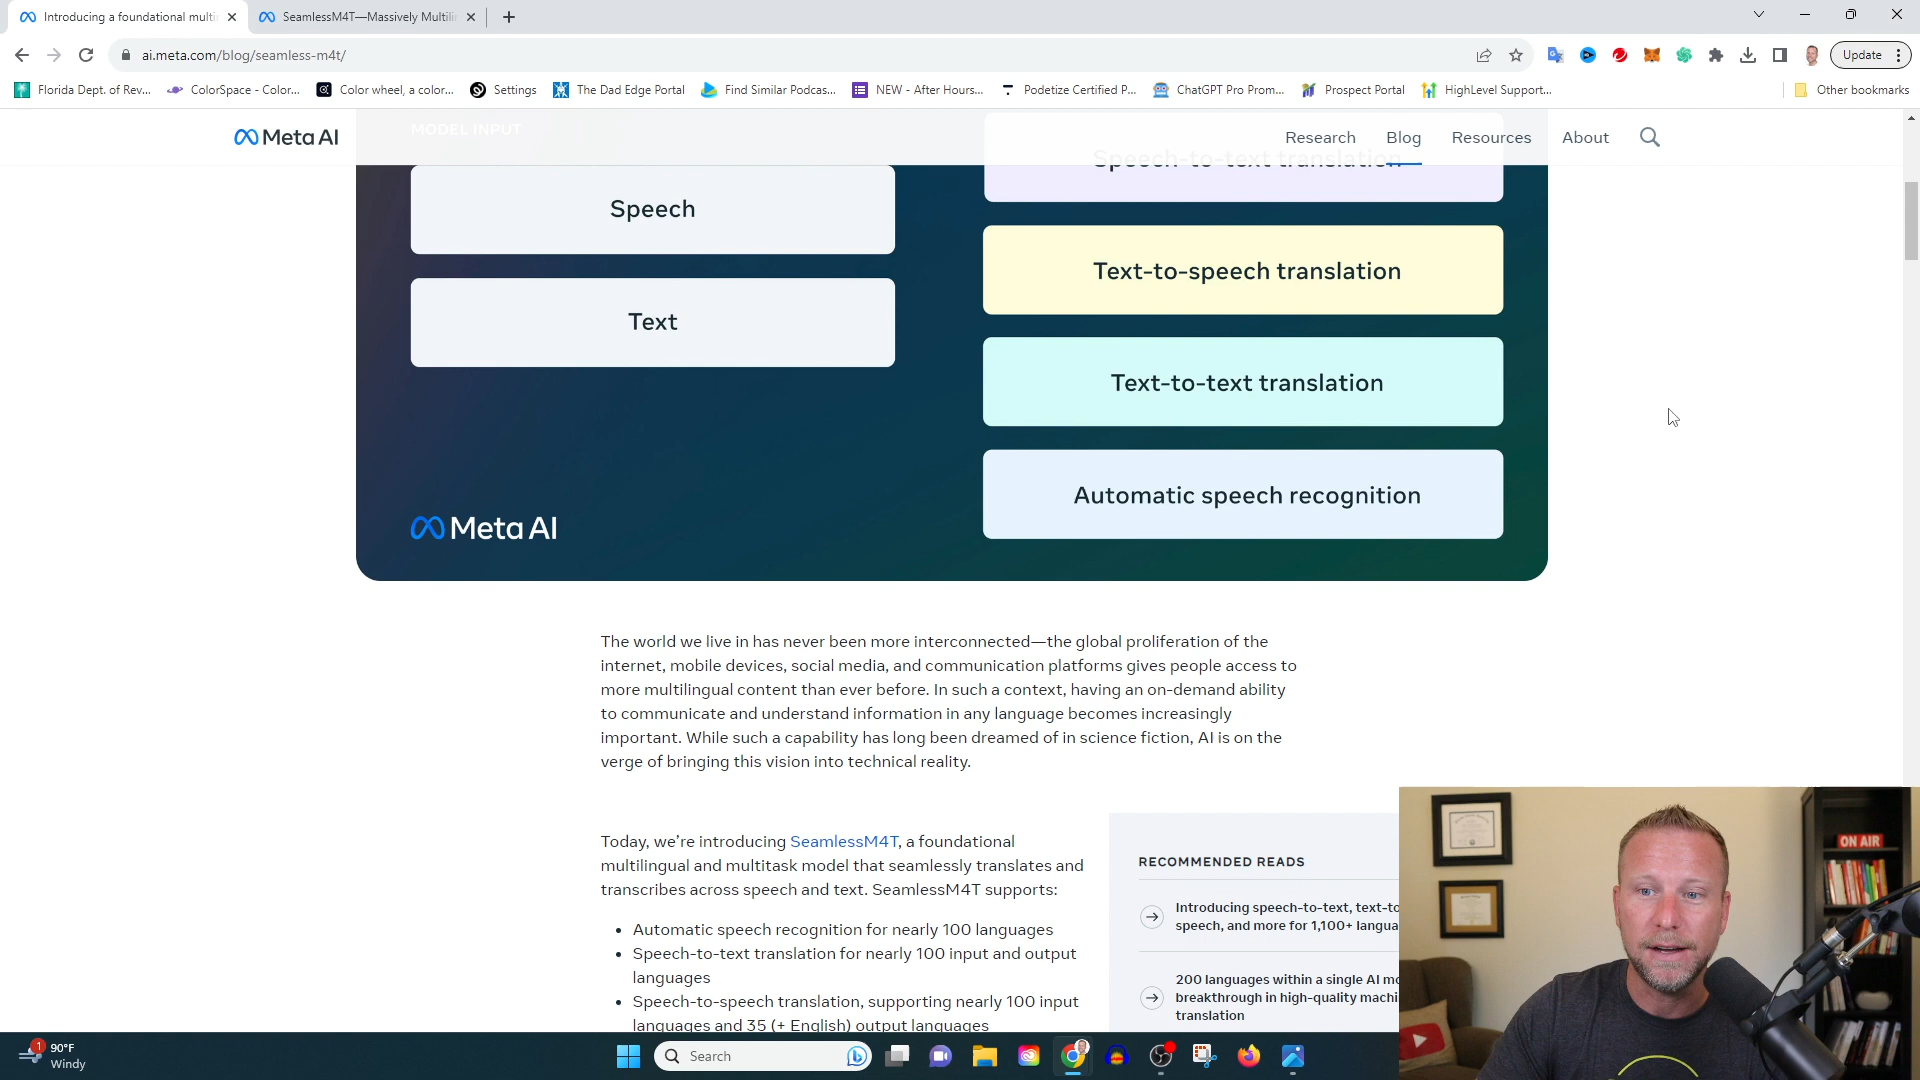 Introducing a foundational multi
SeamlessM4T—Massively Multili
ai.meta.com/blog/seamless-m4t/
Update
Florida Dept. of Rev...
ColorSpace - Color...
Color wheel, a color...
Settings
The Dad Edge Portal
Find Similar Podcas...
NEW - After Hours...
Podetize Certified P...
ChatGPT Pro Prom...
Prospect Portal
HighLevel Support...
Other bookmarks
Meta AI
MODEL INPUT
Research
Blog
Resources
About
Speech-to-text translation
Speech
Text-to-speech translation
Text
Text-to-text translation
Automatic speech recognition
Meta AI
The world we live in has never been more interconnected—the global proliferation of the
internet, mobile devices, social media, and communication platforms gives people access to
more multilingual content than ever before. In such a context, having an on-demand ability
to communicate and understand information in any language becomes increasingly
important. While such a capability has long been dreamed of in science fiction, AI is on the
verge of bringing this vision into technical reality.
Today, we’re introducing SeamlessM4T, a foundational
multilingual and multitask model that seamlessly translates and
transcribes across speech and text. SeamlessM4T supports:
• Automatic speech recognition for nearly 100 languages
• Speech-to-text translation for nearly 100 input and output
languages
• Speech-to-speech translation, supporting nearly 100 input
languages and 35 (+ English) output languages
RECOMMENDED READS
Introducing speech-to-text, text-to
speech, and more for 1,100+ langua
200 languages within a single AI mo
breakthrough in high-quality machi
translation
ON AIR
1
90°F
Windy
Search